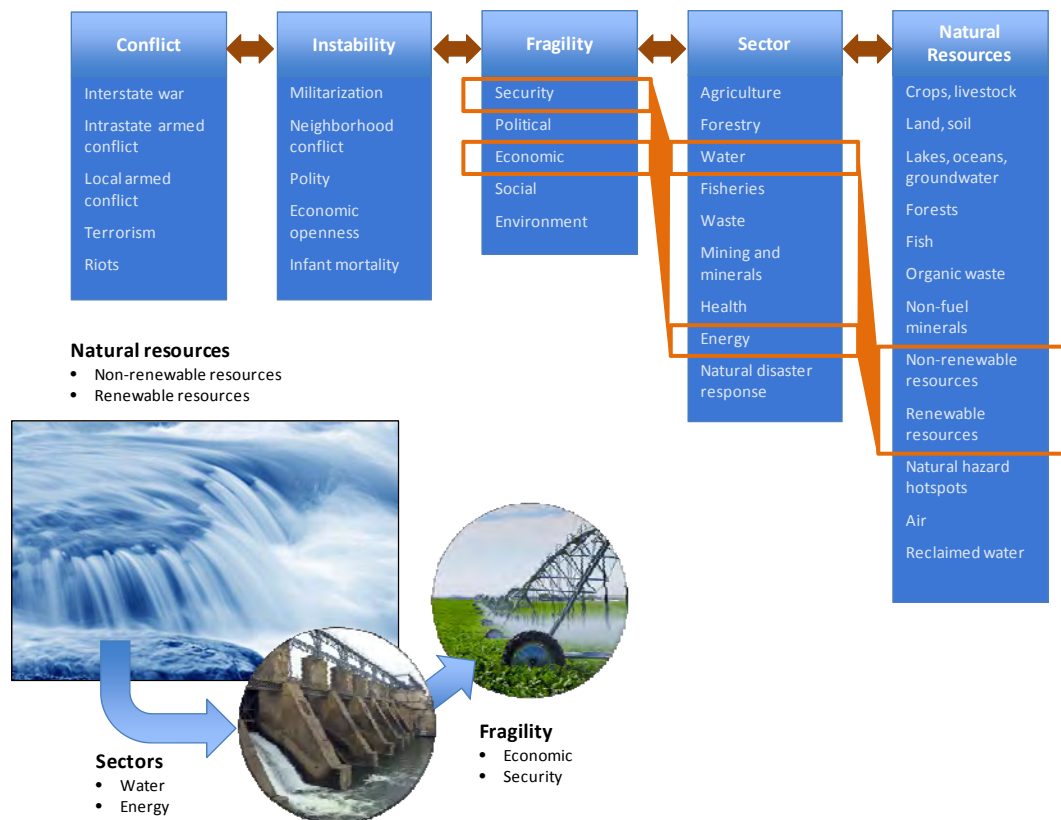 Conflict
Interstate war
Intrastate armed
conflict
Local armed
conflict
Terrorism
Riots
Instability
Militarization
Neighborhood
conflict
Polity
Economic
openness
Infant mortality
Fragility
Security
Political
Economic
Social
Environment
Sector
Agriculture
Forestry
Water
Fisheries
Waste
Mining and
minerals
Health
Energy
Natural disaster
response
Natural
Resources
Crops, livestock
Land, soil
Lakes, oceans,
groundwater
Forests
Fish
Organic waste
Non-fuel
minerals
Non-renewable
resources
Renewable
resources
Natural hazard
hotspots
Air
Reclaimed water
Natural resources
• Non-renewable resources
• Renewable resources
Sectors
• Water
• Energy
Fragility
• Economic
• Security